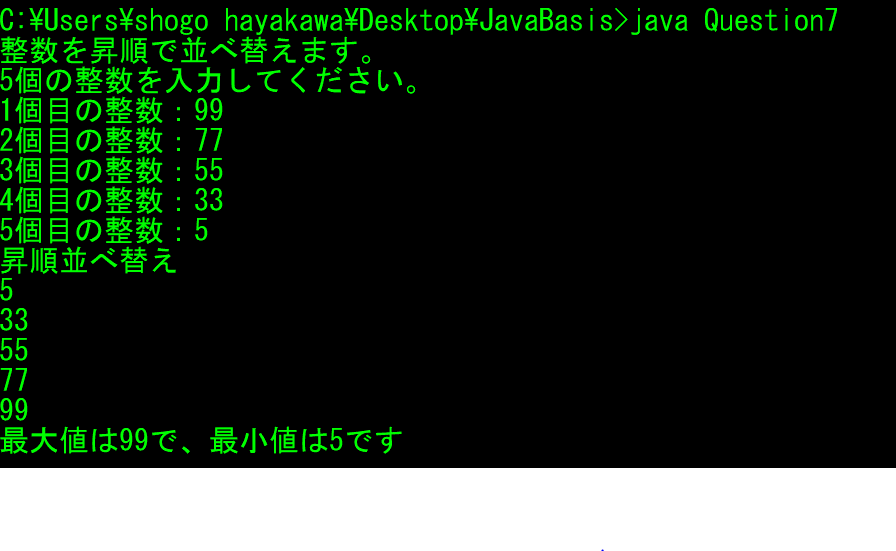 C:¥Users¥shogo hayakawa¥Desktop¥JavaBasis>java Question7
整数を昇順で並べ替えます。
5個の整数を入力してください。
1個目の整数：99
2個目の整数：77
3個目の整数：55
4個目の整数：33
5個目の整数：5
昇順並べ替え
5
33
55
77
99
最大値は99で、最小値は5です